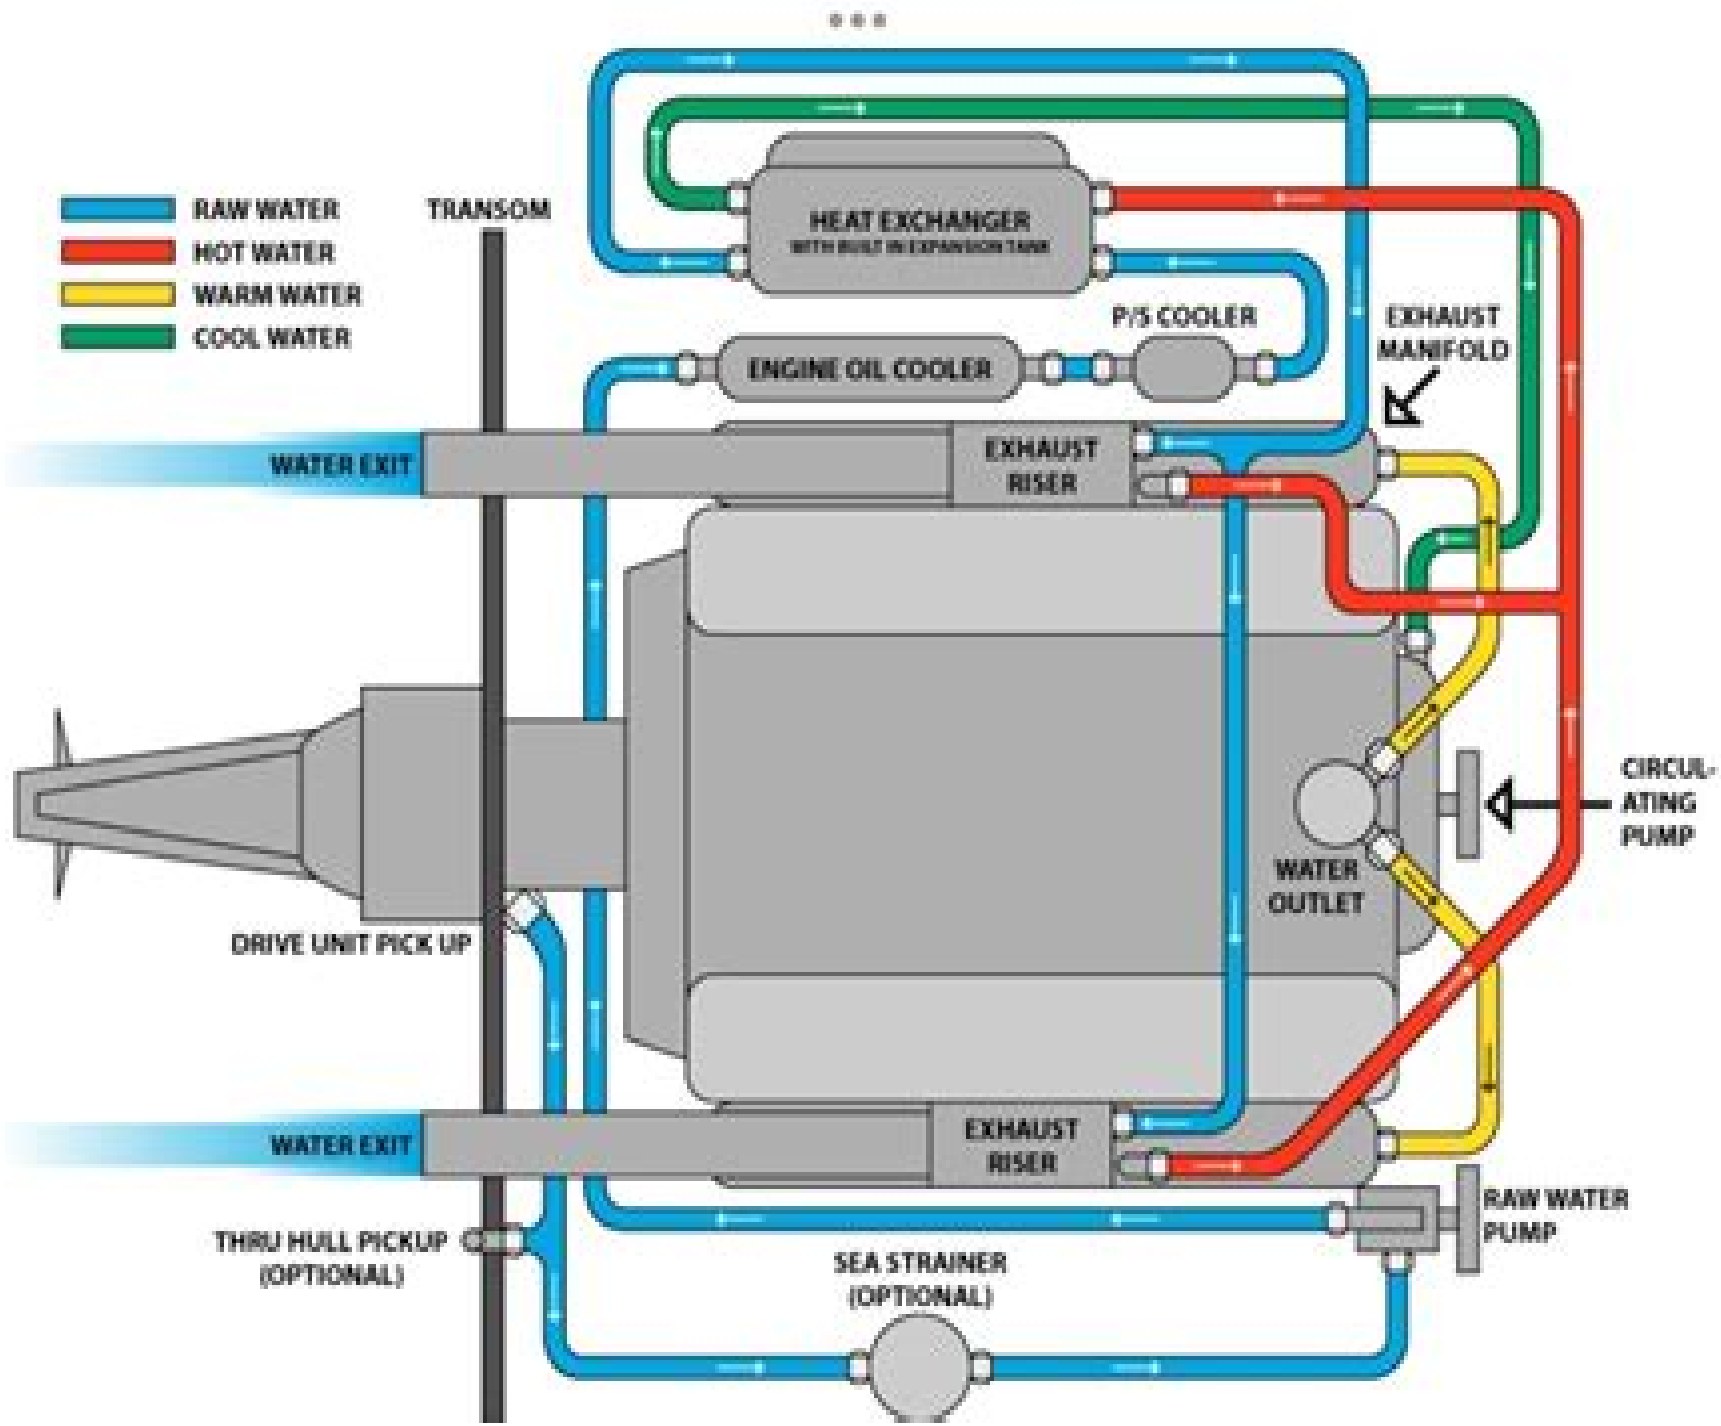 RAW WATER
HOT WATER
WARM WATER
COOL WATER
TRANSOM
HEAT EXCHANGER
WITH BUILT IN EXPANSION TANK
P/S COOLER
ENGINE OIL COOLER
EXHAUST
MANIFOLD
WATER EXIT
EXHAUST
RISER
CIRCUL-
ATING
PUMP
WATER
OUTLET
DRIVE UNIT PICK UP
WATER EXIT
EXHAUST
RISER
RAW WATER
PUMP
THRU HULL PICKUP
(OPTIONAL)
SEA STRAINER
(OPTIONAL)